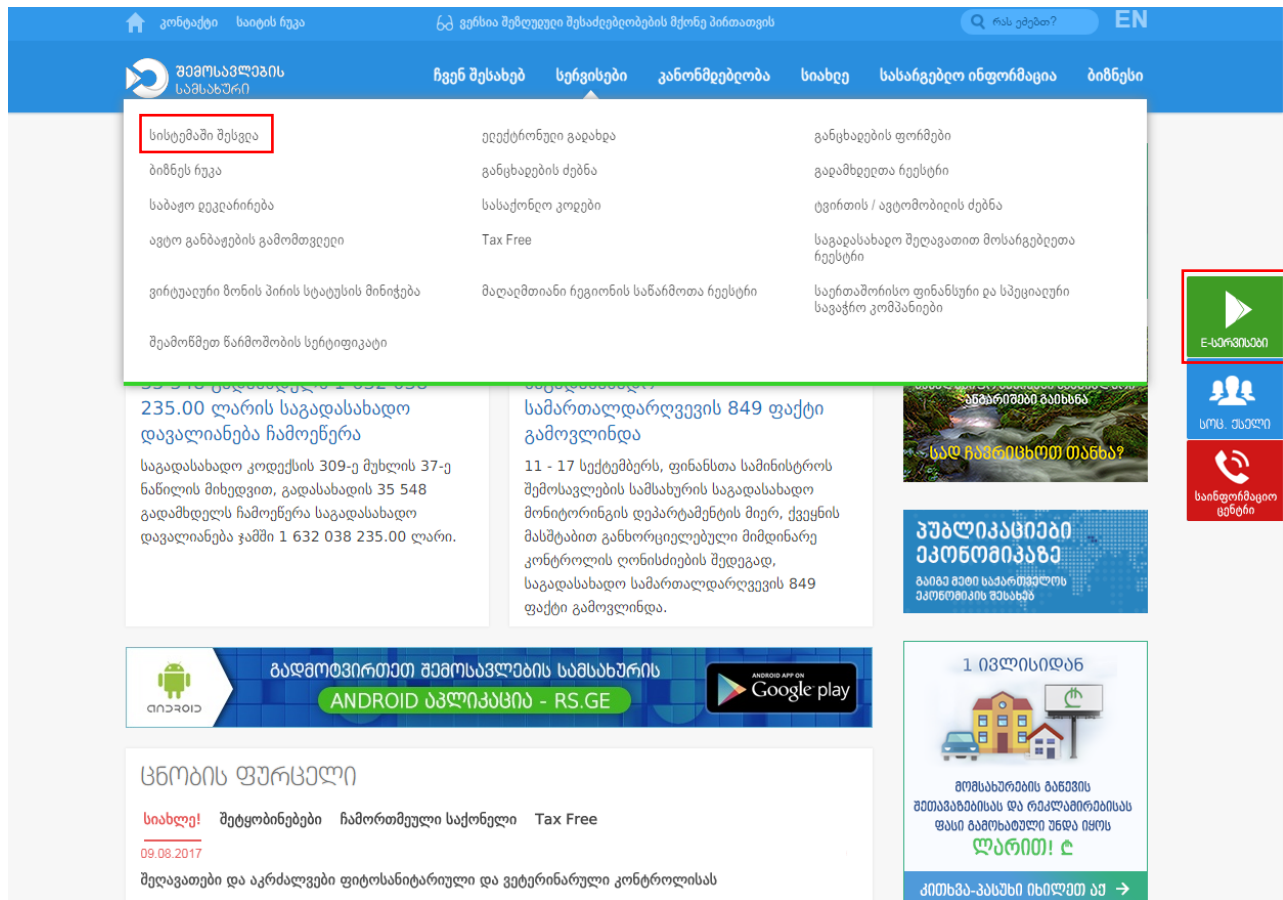 კონტაქტი საიტის რუკა ვერსია შეზღუდული შესაძლებლობების მქონე პირთათვის რას ეძებთ? EN
შემოსავლების
სამსახური
ჩვენ შესახებ სერვისები კანონმდებლობა სიახლე სასარგებლო ინფორმაცია ბიზნესი
სისტემაში შესვლა ელექტრონული გადახდა განცხადების ფორმები
ბიზნეს რუკა განცხადების ძებნა გადამხდელთა რეესტრი
საბაჟო დეკლარირება სასაქონლო კოდები ტვირთის / ავტომობილის ძებნა
ავტო განბაჟების გამომთვლელი Tax Free საგადასახადო შეღავათით მოსარგებლეთა
რეესტრი
ვირტუალური ზონის პირის სტატუსის მინიჭება მაღალმთიანი რეგიონის საწარმოთა რეესტრი საერთაშორისო ფინანსური და სპეციალური
სავაჭრო კომპანიები
შეამოწმეთ წარმოშობის სერტიფიკატი
E-სერვისები
სოც. ქსელი
საინფორმაციო
ცენტრი
235.00 ლარის საგადასახადო
დავალიანება ჩამოეწერა
საგადასახადო კოდექსის 309-ე მუხლის 37-ე
ნაწილის მიხედვით, გადასახადის 35 548
გადამხდელს ჩამოეწერა საგადასახადო
დავალიანება ჯამში 1 632 038 235.00 ლარი.
სამართალდარღვევის 849 ფაქტი
გამოვლინდა
11 - 17 სექტემბერს, ფინანსთა სამინისტროს
შემოსავლების სამსახურის საგადასახადო
მონიტორინგის დეპარტამენტის მიერ, ქვეყნის
მასშტაბით განხორციელებული მიმდინარე
კონტროლის ღონისძიების შედეგად,
საგადასახადო სამართალდარღვევის 849
ფაქტი გამოვლინდა.
ანგარიშები გაიხსნა
სად ჩავრიცხოთ თანხა?
პუბლიკაციები
ეკონომიკაზე
გაიგე მეტი საქართველოს
ეკონომიკის შესახებ
ANDROID
გადმოტვირთეთ შემოსავლების სამსახურის
ANDROID აპლიკაცია - RS.GE
ANDROID APP ON
Google play
1 ივლისიდან
მომსახურების გაწევის
შეთავაზებისას და რეკლამირებისას
ფასი გამოხატული უნდა იყოს
ლარით! ₾
კითხვა-პასუხი იხილეთ აქ →
ცნობის ფურცელი
სიახლე! შეტყობინებები ჩამორთმეული საქონელი Tax Free
09.08.2017
შეღავათები და აკრძალვები ფიტოსანიტარიული და ვეტერინარული კონტროლისას